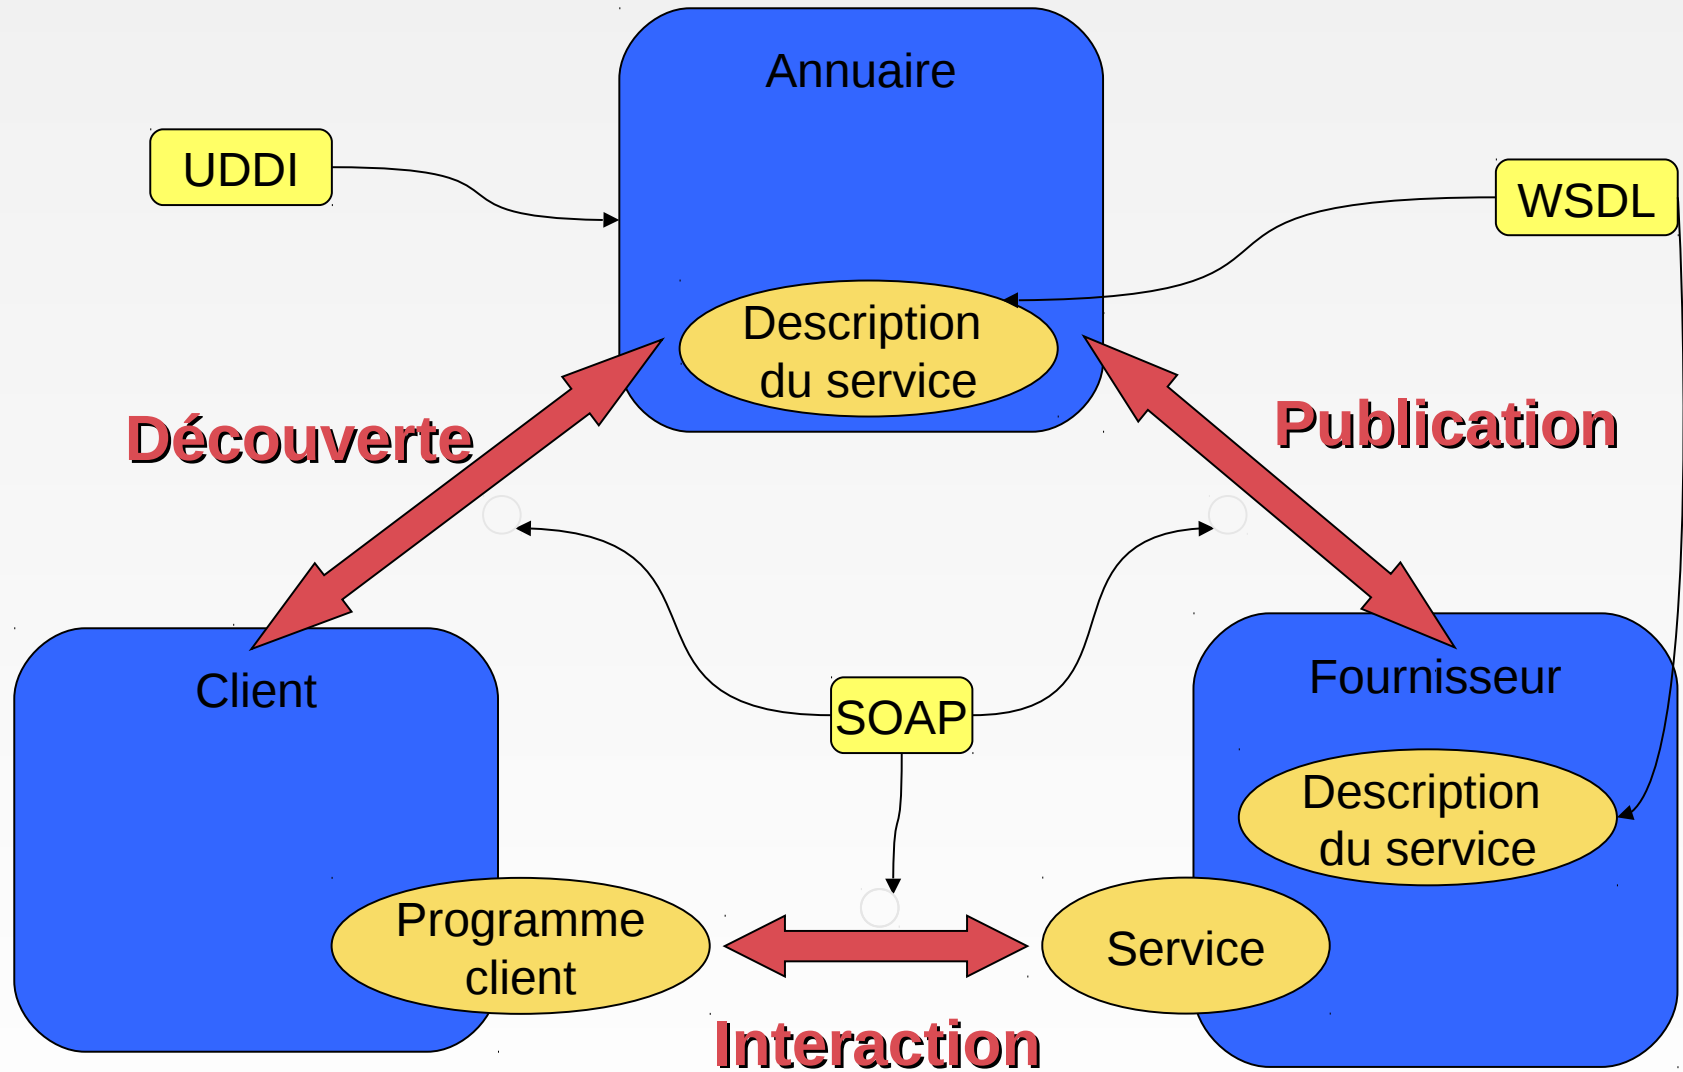 Annuaire
UDDI
WSDL
Description
du service
Découverte
Publication
Client
SOAP
Fournisseur
Description
du service
Programme
client
Service
Interaction